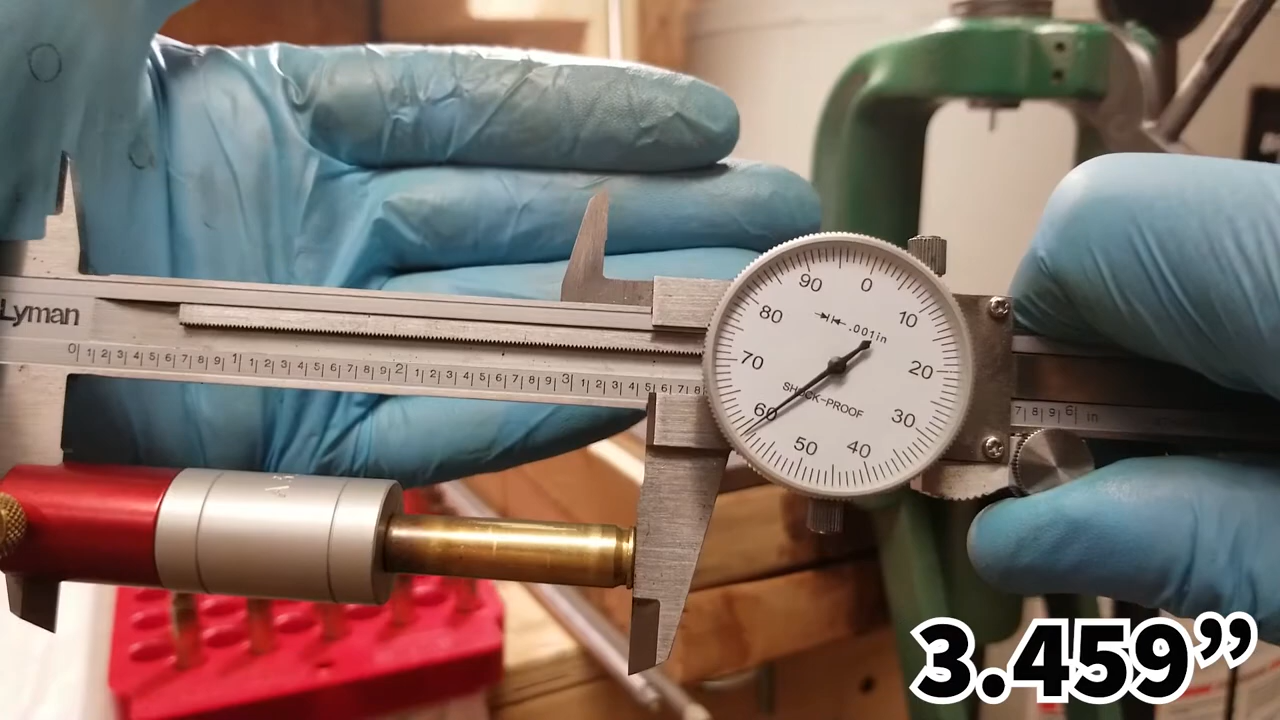 Lyman
0 1 2 3 4 5 6 7 8 9 1 1 2 3 4 5 6 7 8 9 2 1 2 3 4 5 6 7 8 9 3 1 2 3 4 5 6 7 8
90 0 10
80 .001in
70 20
SHOCK-PROOF
60 30
50 40
7 8 9 6 in
3.459”